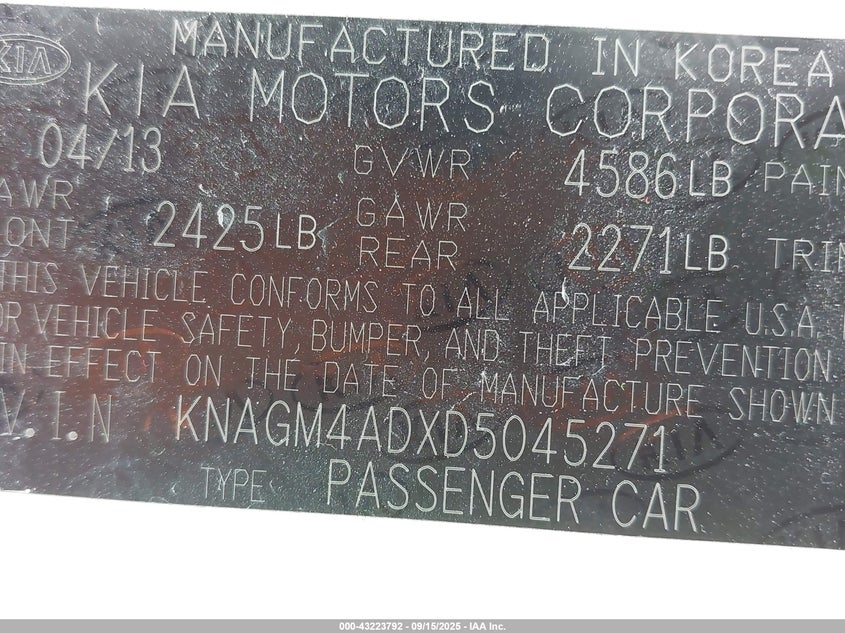 KIA
MANUFACTURED IN KOREA
KIA MOTORS CORPORA
04/13 GVWR 4586LB PAIN
AWR
ONT 2425LB GAWR
REAR 2271LB TRIM
THIS VEHICLE CONFORMS TO ALL APPLICABLE U.S.A
OR VEHICLE SAFETY, BUMPER, AND THEFT PREVENTION
IN EFFECT ON THE DATE OF MANUFACTURE SHOWN
V.I.N KNAGM4ADXD5045271
TYPE PASSENGER CAR
000-43223792 - 09/15/2025 - IAA Inc.